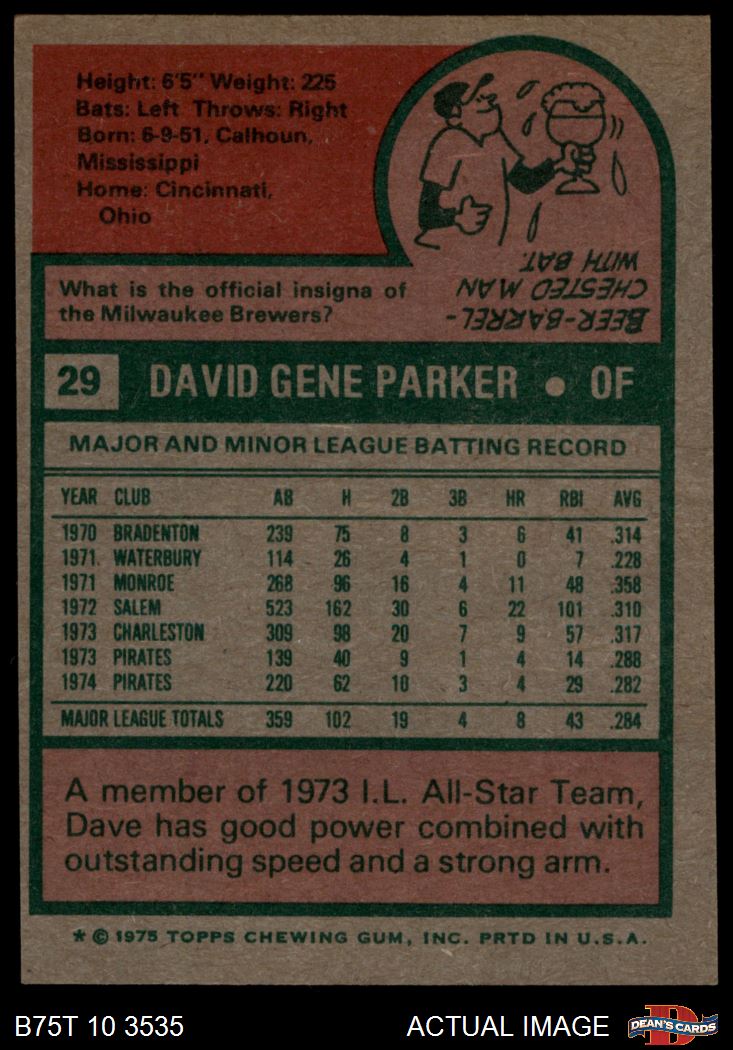 Height: 6'5" Weight: 225
Bats: Left Throws: Right
Born: 6-9-51, Calhoun,
Mississippi
Home: Cincinnati,
Ohio
What is the official insigna of
the Milwaukee Brewers?
BEER-BARREL-
CHESTED MAN
WITH BAT.
29 DAVID GENE PARKER • OF
MAJOR AND MINOR LEAGUE BATTING RECORD
YEAR CLUB AB H 2B 3B HR RBI AVG
1970 BRADENTON 239 75 8 3 6 41 .314
1971 WATERBURY 114 26 4 1 0 7 .228
1971 MONROE 268 96 16 4 11 48 .358
1972 SALEM 523 162 30 6 22 101 .310
1973 CHARLESTON 309 98 20 7 9 57 .317
1973 PIRATES 139 40 9 1 4 14 .288
1974 PIRATES 220 62 10 3 4 29 .282
MAJOR LEAGUE TOTALS 359 102 19 4 8 43 .284
A member of 1973 I.L. All-Star Team,
Dave has good power combined with
outstanding speed and a strong arm.
* © 1975 TOPPS CHEWING GUM, INC. PRTD IN U.S.A.
B75T 10 3535 ACTUAL IMAGE DEAN'S CARDS